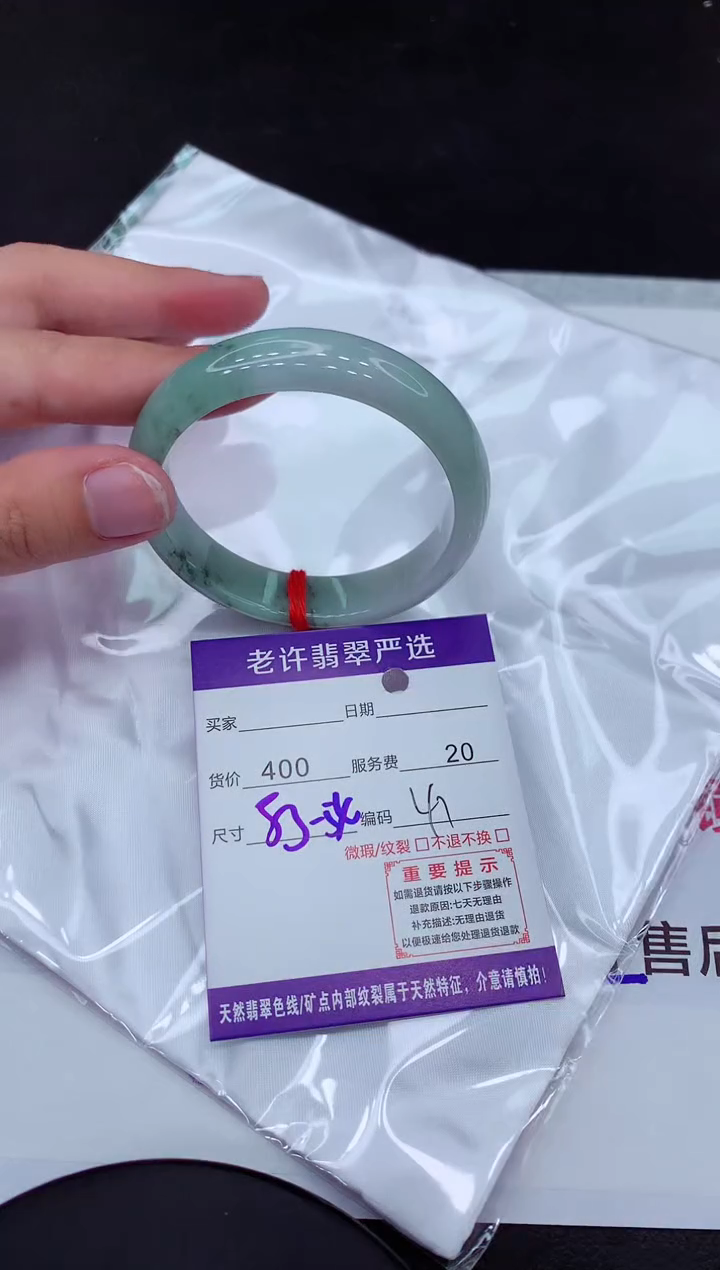 老许翡翠严选
买家 日期
货价 400 服务费 20
尺寸 编码
微瑕/纹裂 □ 不退不换 □
重要提示
如需退货请按以下步骤操作
退款原因:七天无理由
补充描述:无理由退货
以便极速给您处理退货退款
售后
天然翡翠色线/矿点内部纹裂属于天然特征，介意请慎拍！